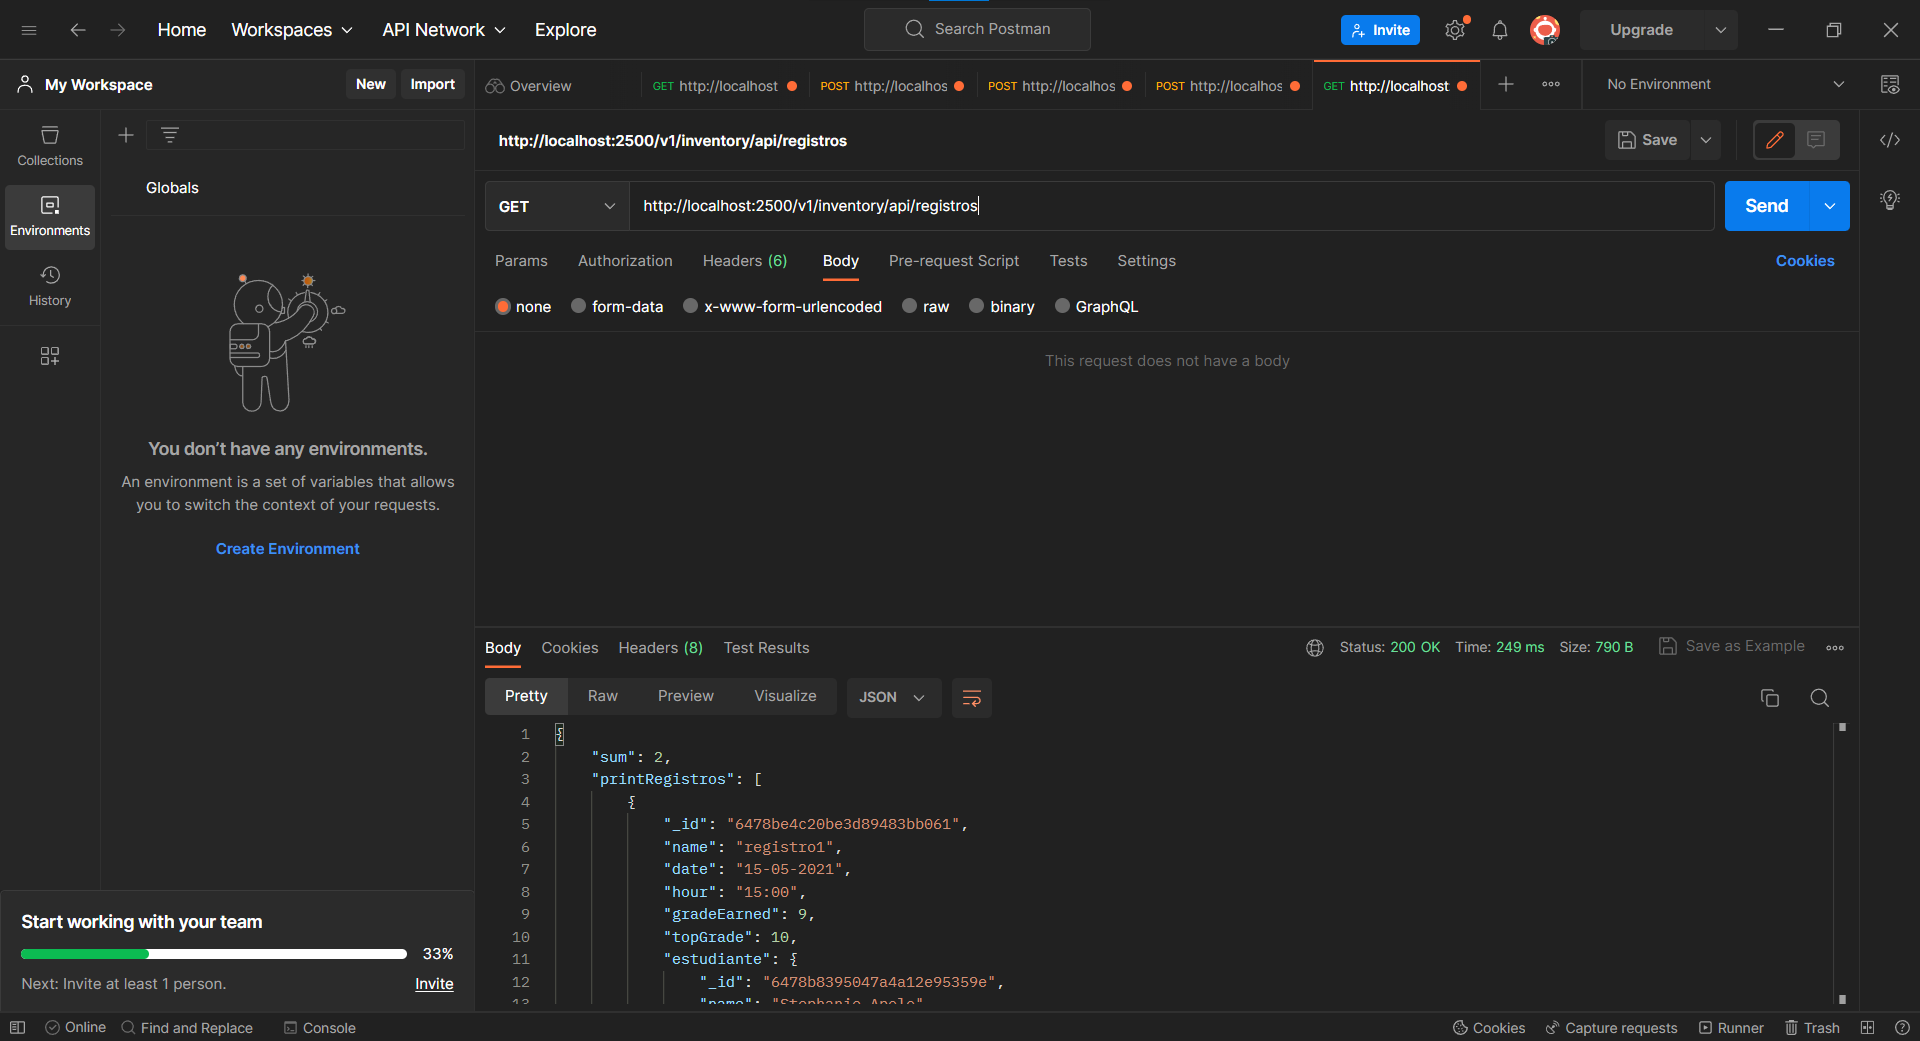 Home Workspaces API Network Explore Search Postman Invite Upgrade
My Workspace New Import Overview GET http://localhost POST http://localhos POST http://localhos POST http://localhos GET http://localhost No Environment
Collections
Environments
History
Globals
You don’t have any environments.
An environment is a set of variables that allows
you to switch the context of your requests.
Create Environment
Start working with your team
33%
Next: Invite at least 1 person. Invite
http://localhost:2500/v1/inventory/api/registros Save
GET http://localhost:2500/v1/inventory/api/registros Send
Params Authorization Headers (6) Body Pre-request Script Tests Settings Cookies
none form-data x-www-form-urlencoded raw binary GraphQL
This request does not have a body
Body Cookies Headers (8) Test Results Status: 200 OK Time: 249 ms Size: 790 B Save as Example
Pretty Raw Preview Visualize JSON
1 {
2 "sum": 2,
3 "printRegistros": [
4 {
5 "_id": "6478be4c20be3d89483bb061",
6 "name": "registro1",
7 "date": "15-05-2021",
8 "hour": "15:00",
9 "gradeEarned": 9,
10 "topGrade": 10,
11 "estudiante": {
12 "_id": "6478b8395047a4a12e95359e",
13 "name": "Stephanie
Online Find and Replace Console Cookies Capture requests Runner Trash